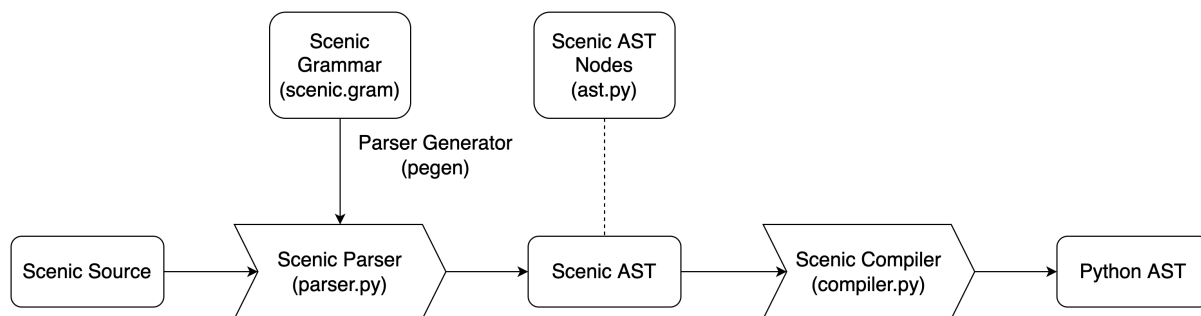 Scenic
Grammar
(scenic.gram)
Scenic AST
Nodes
(ast.py)
Parser Generator
(pegen)
Scenic Source
Scenic Parser
(parser.py)
Scenic AST
Scenic Compiler
(compiler.py)
Python AST